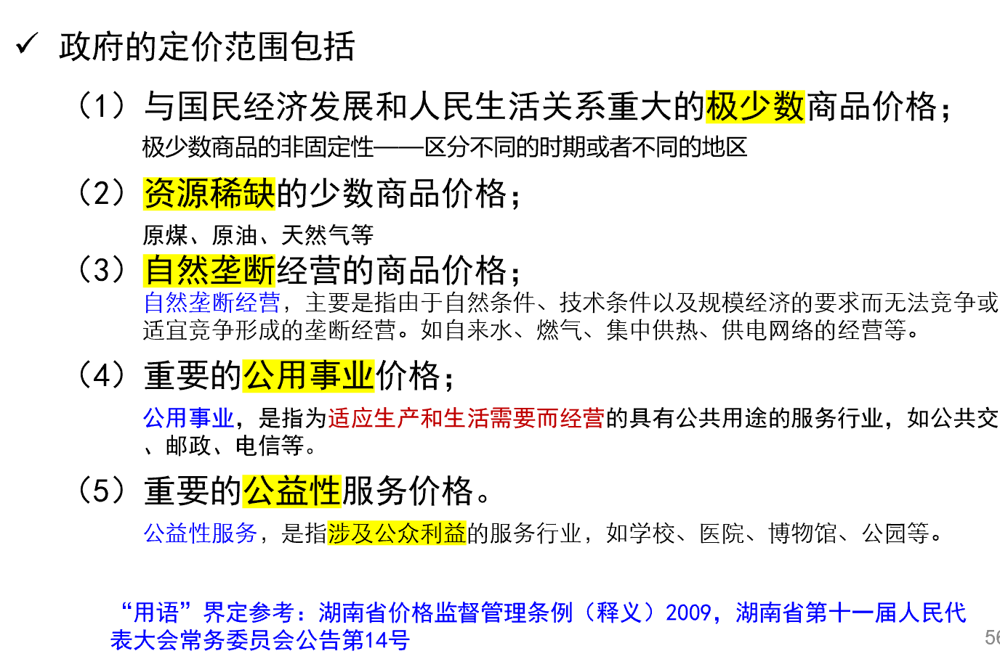 ✓ 政府的定价范围包括
（1）与国民经济发展和人民生活关系重大的极少数商品价格；
极少数商品的非固定性——区分不同的时期或者不同的地区
（2）资源稀缺的少数商品价格；
原煤、原油、天然气等
（3）自然垄断经营的商品价格；
自然垄断经营，主要是指由于自然条件、技术条件以及规模经济的要求而无法竞争或
适宜竞争形成的垄断经营。如自来水、燃气、集中供热、供电网络的经营等。
（4）重要的公用事业价格；
公用事业，是指为适应生产和生活需要而经营的具有公共用途的服务行业，如公共交
、邮政、电信等。
（5）重要的公益性服务价格。
公益性服务，是指涉及公众利益的服务行业，如学校、医院、博物馆、公园等。
“用语”界定参考：湖南省价格监督管理条例（释义）2009，湖南省第十一届人民代
表大会常务委员会公告第14号